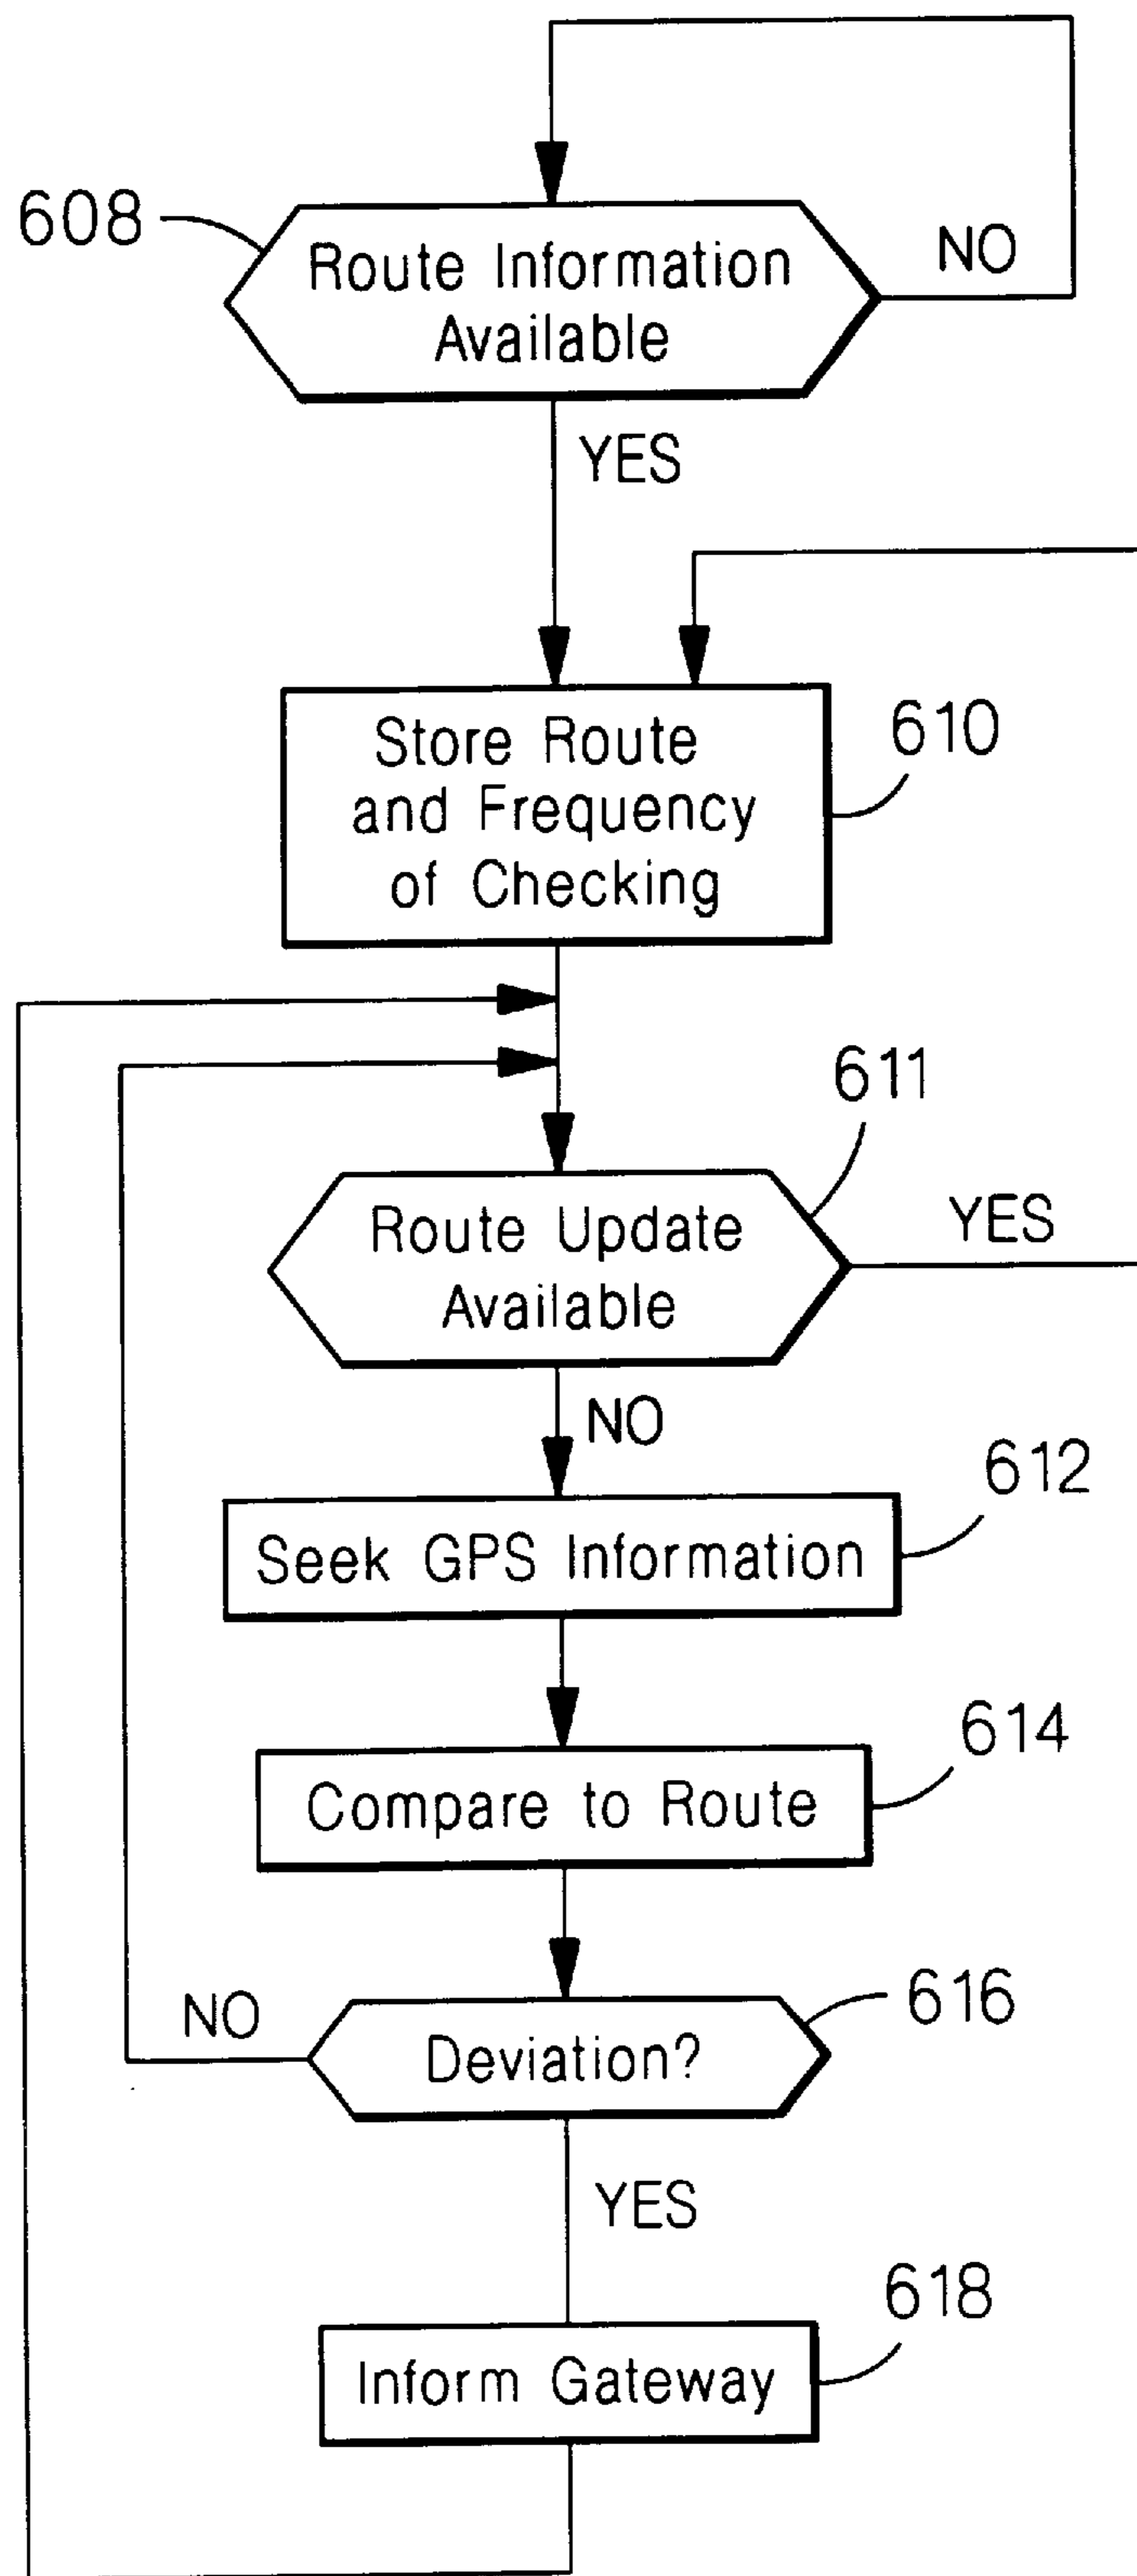 608
Route Information
Available
NO
YES
Store Route
and Frequency
of Checking
610
611
Route Update
Available
YES
NO
612
Seek GPS Information
614
Compare to Route
616
NO
Deviation?
YES
618
Inform Gateway